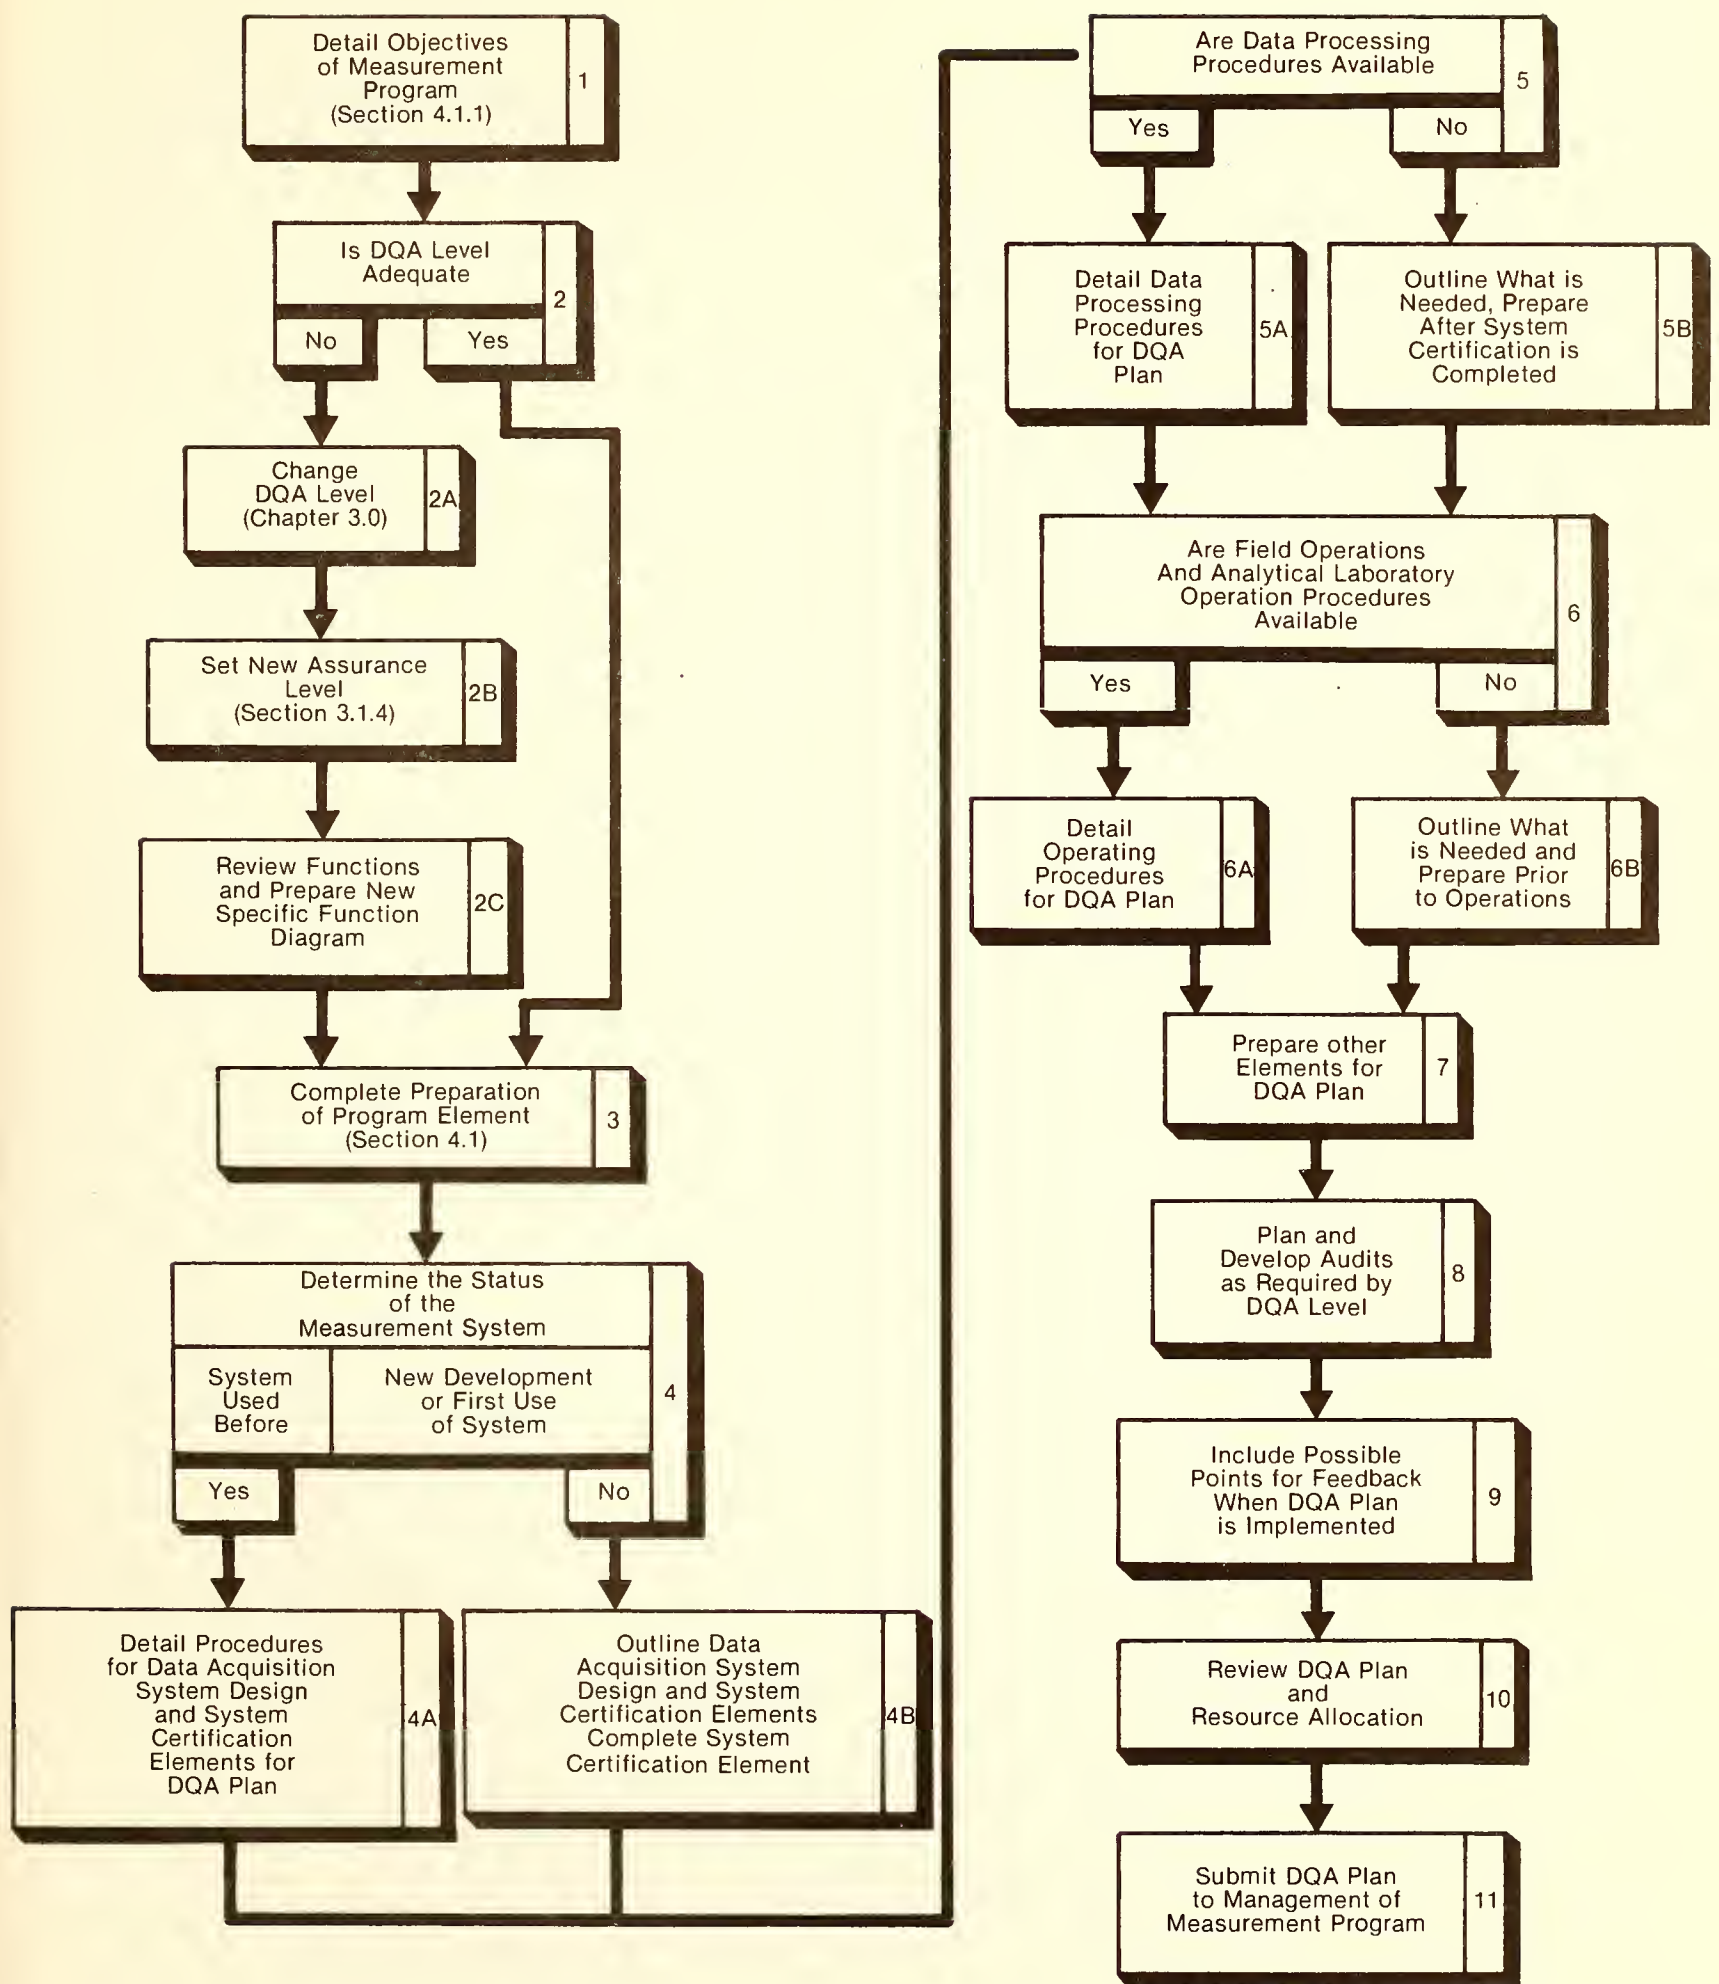 Detail Objectives
of Measurement
Program
(Section 4.1.1)
1
Is DQA Level
Adequate
2
No
Yes
Change
DQA Level
(Chapter 3.0)
2A
Set New Assurance
Level
(Section 3.1.4)
2B
Review Functions
and Prepare New
Specific Function
Diagram
2C
Complete Preparation
of Program Element
(Section 4.1)
3
Determine the Status
of the
Measurement System
System
Used
Before
New Development
or First Use
of System
4
Yes
No
Detail Procedures
for Data Acquisition
System Design
and System
Certification
Elements for
DQA Plan
4A
Outline Data
Acquisition System
Design and System
Certification Elements
Complete System
Certification Element
4B
Are Data Processing
Procedures Available
5
Yes
No
Detail Data
Processing
Procedures
for DQA
Plan
5A
Outline What is
Needed, Prepare
After System
Certification is
Completed
5B
Are Field Operations
And Analytical Laboratory
Operation Procedures
Available
6
Yes
No
Detail
Operating
Procedures
for DQA Plan
6A
Outline What
is Needed and
Prepare Prior
to Operations
6B
Prepare other
Elements for
DQA Plan
7
Plan and
Develop Audits
as Required by
DQA Level
8
Include Possible
Points for Feedback
When DQA Plan
is Implemented
9
Review DQA Plan
and
Resource Allocation
10
Submit DQA Plan
to Management of
Measurement Program
11